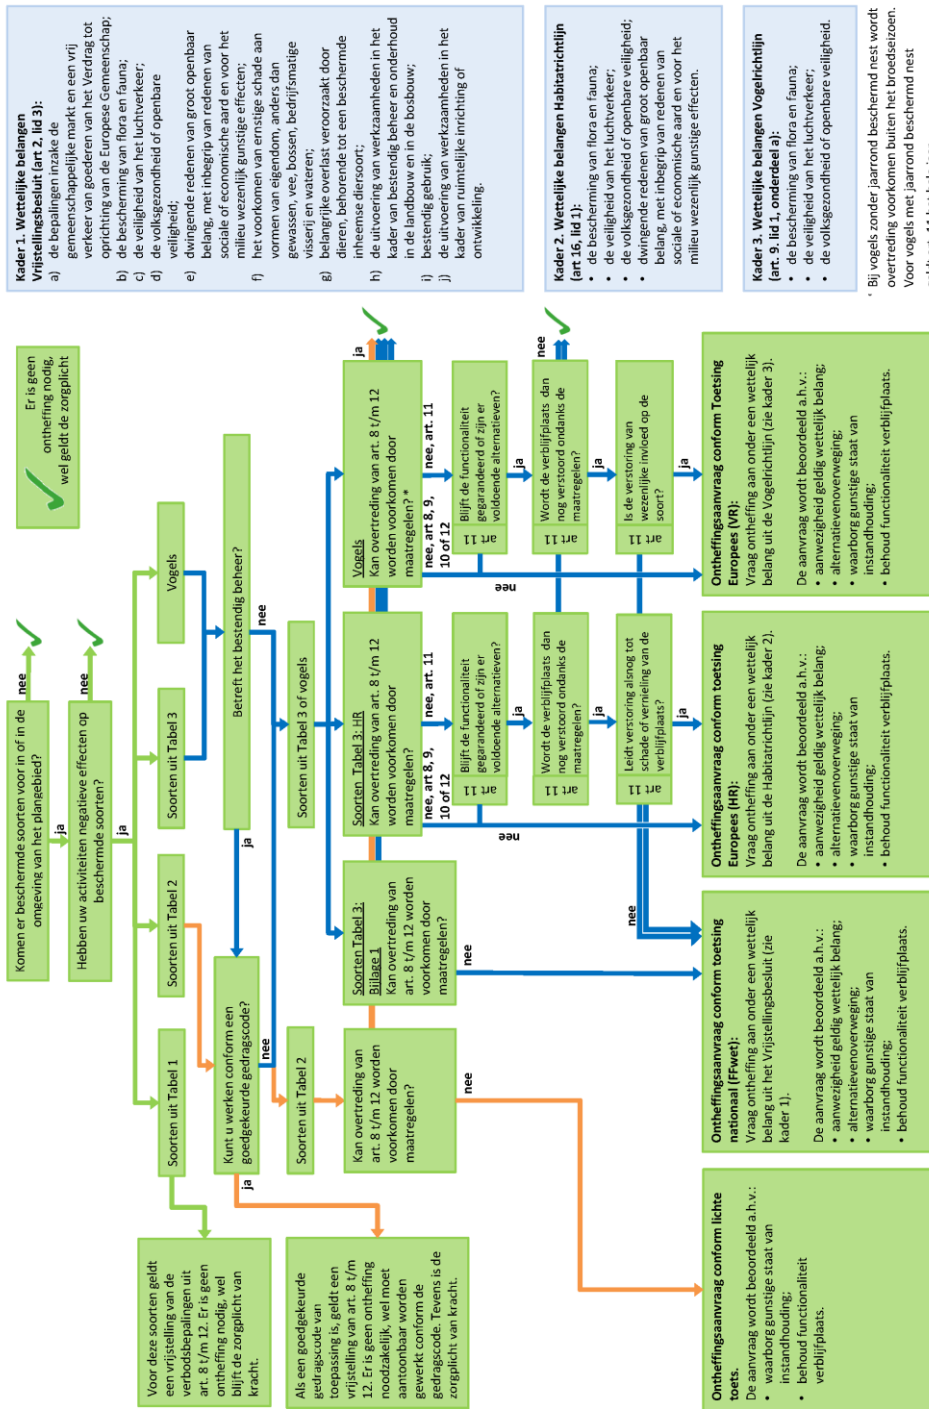 Komen er beschermde soorten voor in of in de
omgeving van het plangebied?
nee
ja
Hebben uw activiteiten negatieve effecten op
beschermde soorten?
nee
ja
Er is geen
ontheffing nodig,
wel geldt de zorgplicht
Soorten uit Tabel 1
Soorten uit Tabel 2
Soorten uit Tabel 3
Vogels
Voor deze soorten geldt
een vrijstelling van de
verbodsbepalingen uit
art. 8 t/m 12. Er is geen
ontheffing nodig, wel
blijft de zorgplicht van
kracht.
Kunt u werken conform een
goedgekeurde gedragscode?
ja
nee
Betreft het bestendig beheer?
ja
nee
Als een goedgekeurde
gedragscode van
toepassing is, geldt een
vrijstelling van art. 8 t/m
12. Er is geen ontheffing
noodzakelijk, wel moet
aantoonbaar worden
gewerkt conform de
gedragscode. Tevens is de
zorgplicht van kracht.
Soorten uit Tabel 2
Soorten uit Tabel 3 of vogels
Kan overtreding van
art. 8 t/m 12 worden
voorkomen door
maatregelen?
nee
Soorten Tabel 3:
Bijlage 1
Kan overtreding van
art. 8 t/m 12 worden
voorkomen door
maatregelen?
nee
Soorten Tabel 3: HR
Kan overtreding van art. 8 t/m 12
worden voorkomen door
maatregelen?
nee, art 8, 9,
10 of 12
nee, art. 11
Vogels
Kan overtreding van art. 8 t/m 12
worden voorkomen door
maatregelen? *
ja
nee, art 8, 9,
10 of 12
nee, art. 11
art 11
Blijft de functionaliteit
gegarandeerd of zijn er
voldoende alternatieven?
ja
nee
art 11
Wordt de verblijfplaats dan
nog verstoord ondanks de
maatregelen?
ja
art 11
Leidt verstoring alsnog tot
schade of vernieling van de
verblijfplaats?
nee
ja
art 11
Blijft de functionaliteit
gegarandeerd of zijn er
voldoende alternatieven?
ja
nee
art 11
Wordt de verblijfplaats dan
nog verstoord ondanks de
maatregelen?
nee
ja
art 11
Is de verstoring van
wezenlijke invloed op de
soort?
ja
Ontheffingsaanvraag conform lichte
toets.
De aanvraag wordt beoordeeld a.h.v.:
• waarborg gunstige staat van
instandhouding;
• behoud functionaliteit
verblijfplaats.
Ontheffingsaanvraag conform toetsing
nationaal (FFwet):
Vraag ontheffing aan onder een wettelijk
belang uit het Vrijstellingsbesluit (zie
kader 1).
De aanvraag wordt beoordeeld a.h.v.:
• aanwezigheid geldig wettelijk belang;
• alternatievenoverweging;
• waarborg gunstige staat van
instandhouding;
• behoud functionaliteit verblijfplaats.
Ontheffingsaanvraag conform toetsing
Europees (HR):
Vraag ontheffing aan onder een wettelijk
belang uit de Habitatrichtlijn (zie kader 2).
De aanvraag wordt beoordeeld a.h.v.:
• aanwezigheid geldig wettelijk belang;
• alternatievenoverweging;
• waarborg gunstige staat van
instandhouding;
• behoud functionaliteit verblijfplaats.
Ontheffingsaanvraag conform Toetsing
Europees (VR):
Vraag ontheffing aan onder een wettelijk
belang uit de Vogelrichtlijn (zie kader 3).
De aanvraag wordt beoordeeld a.h.v.:
• aanwezigheid geldig wettelijk belang;
• alternatievenoverweging;
• waarborg gunstige staat van
instandhouding;
• behoud functionaliteit verblijfplaats.
Kader 1. Wettelijke belangen
Vrijstellingsbesluit (art 2, lid 3):
a) de bepalingen inzake de
gemeenschappelijke markt en een vrij
verkeer van goederen van het Verdrag tot
oprichting van de Europese Gemeenschap;
b) de bescherming van flora en fauna;
c) de veiligheid van het luchtverkeer;
d) de volksgezondheid of openbare
veiligheid;
e) dwingende redenen van groot openbaar
belang, met inbegrip van redenen van
sociale of economische aard en voor het
milieu wezenlijk gunstige effecten;
f) het voorkomen van ernstige schade aan
vormen van eigendom, anders dan
gewassen, vee, bossen, bedrijfsmatige
visserij en wateren;
g) belangrijke overlast veroorzaakt door
dieren, behorende tot een beschermde
inheemse diersoort;
h) de uitvoering van werkzaamheden in het
kader van bestendig beheer en onderhoud
in de landbouw en in de bosbouw;
i) bestendig gebruik;
j) de uitvoering van werkzaamheden in het
kader van ruimtelijke inrichting of
ontwikkeling.
Kader 2. Wettelijke belangen Habitatrichtlijn
(art 16, lid 1):
• de bescherming van flora en fauna;
• de veiligheid van het luchtverkeer;
• de volksgezondheid of openbare veiligheid;
• dwingende redenen van groot openbaar
belang, met inbegrip van redenen van
sociale of economische aard en voor het
milieu wezenlijk gunstige effecten.
Kader 3. Wettelijke belangen Vogelrichtlijn
(art. 9. lid 1, onderdeel a):
• de bescherming van flora en fauna;
• de veiligheid van het luchtverkeer;
• de volksgezondheid of openbare veiligheid.
* Bij vogels zonder jaarrond beschermd nest wordt
overtreding voorkomen buiten het broedseizoen.
Voor vogels met jaarrond beschermd nest